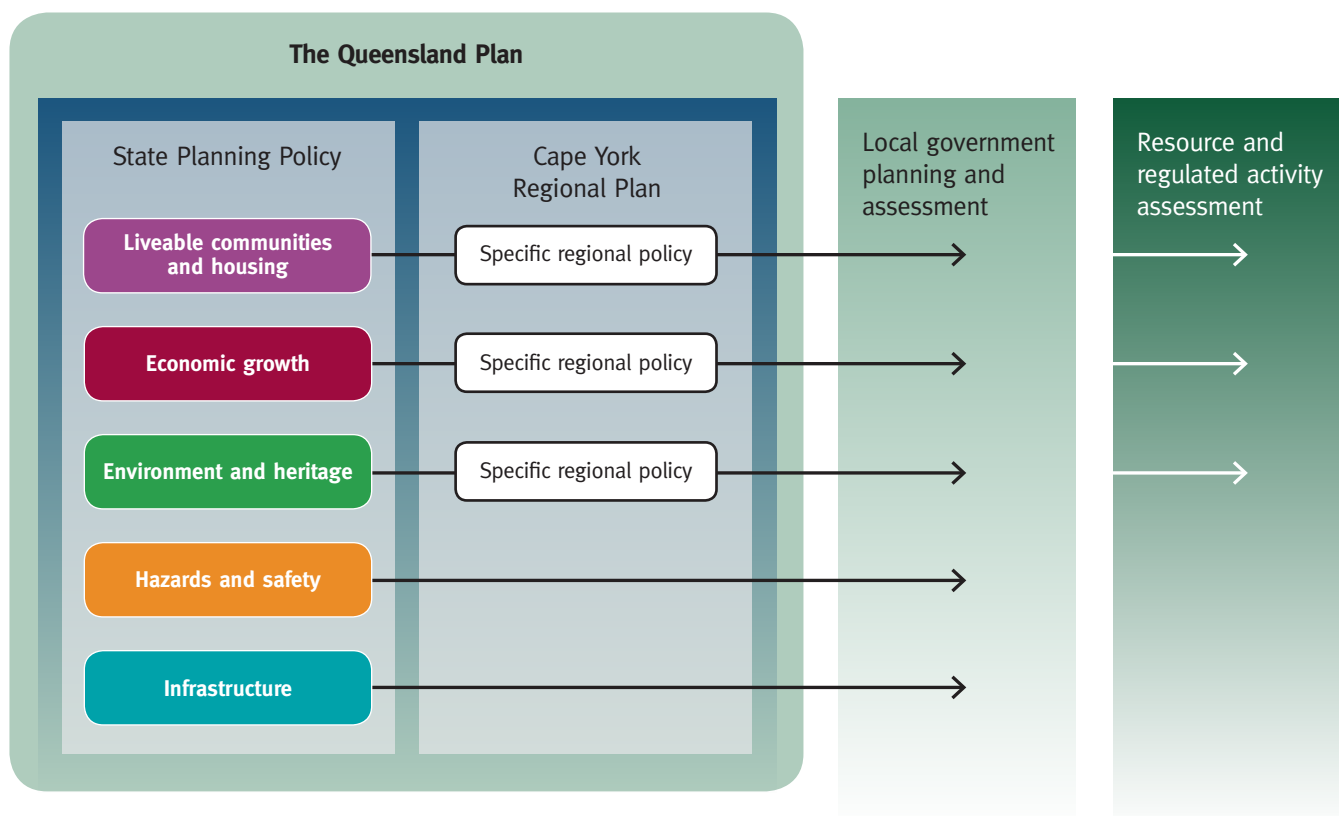 The Queensland Plan
State Planning Policy
Cape York
Regional Plan
Local government
planning and
assessment
Resource and
regulated activity
assessment
Liveable communities
and housing
Specific regional policy
Economic growth
Specific regional policy
Environment and heritage
Specific regional policy
Hazards and safety
Infrastructure